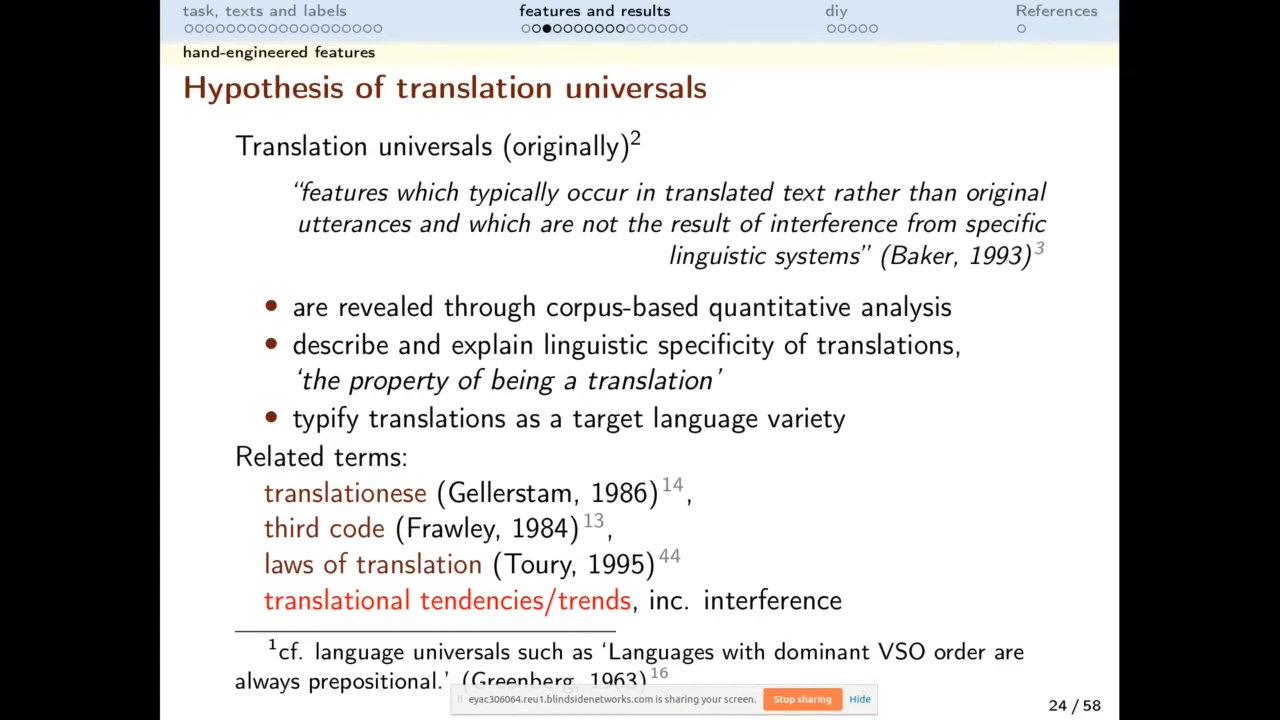 task, texts and labels features and results diy References
hand-engineered features
Hypothesis of translation universals
Translation universals (originally)2
“features which typically occur in translated text rather than original
utterances and which are not the result of interference from specific
linguistic systems” (Baker, 1993)3
• are revealed through corpus-based quantitative analysis
• describe and explain linguistic specificity of translations,
‘the property of being a translation’
• typify translations as a target language variety
Related terms:
translationese (Gellerstam, 1986)14,
third code (Frawley, 1984)13,
laws of translation (Toury, 1995)44
translational tendencies/trends, inc. interference
1cf. language universals such as ‘Languages with dominant VSO order are
always prepositional.’ (Greenberg, 1963)16
eyac306064.reu1.blindsidenetworks.com is sharing your screen. Stop sharing Hide
24 / 58